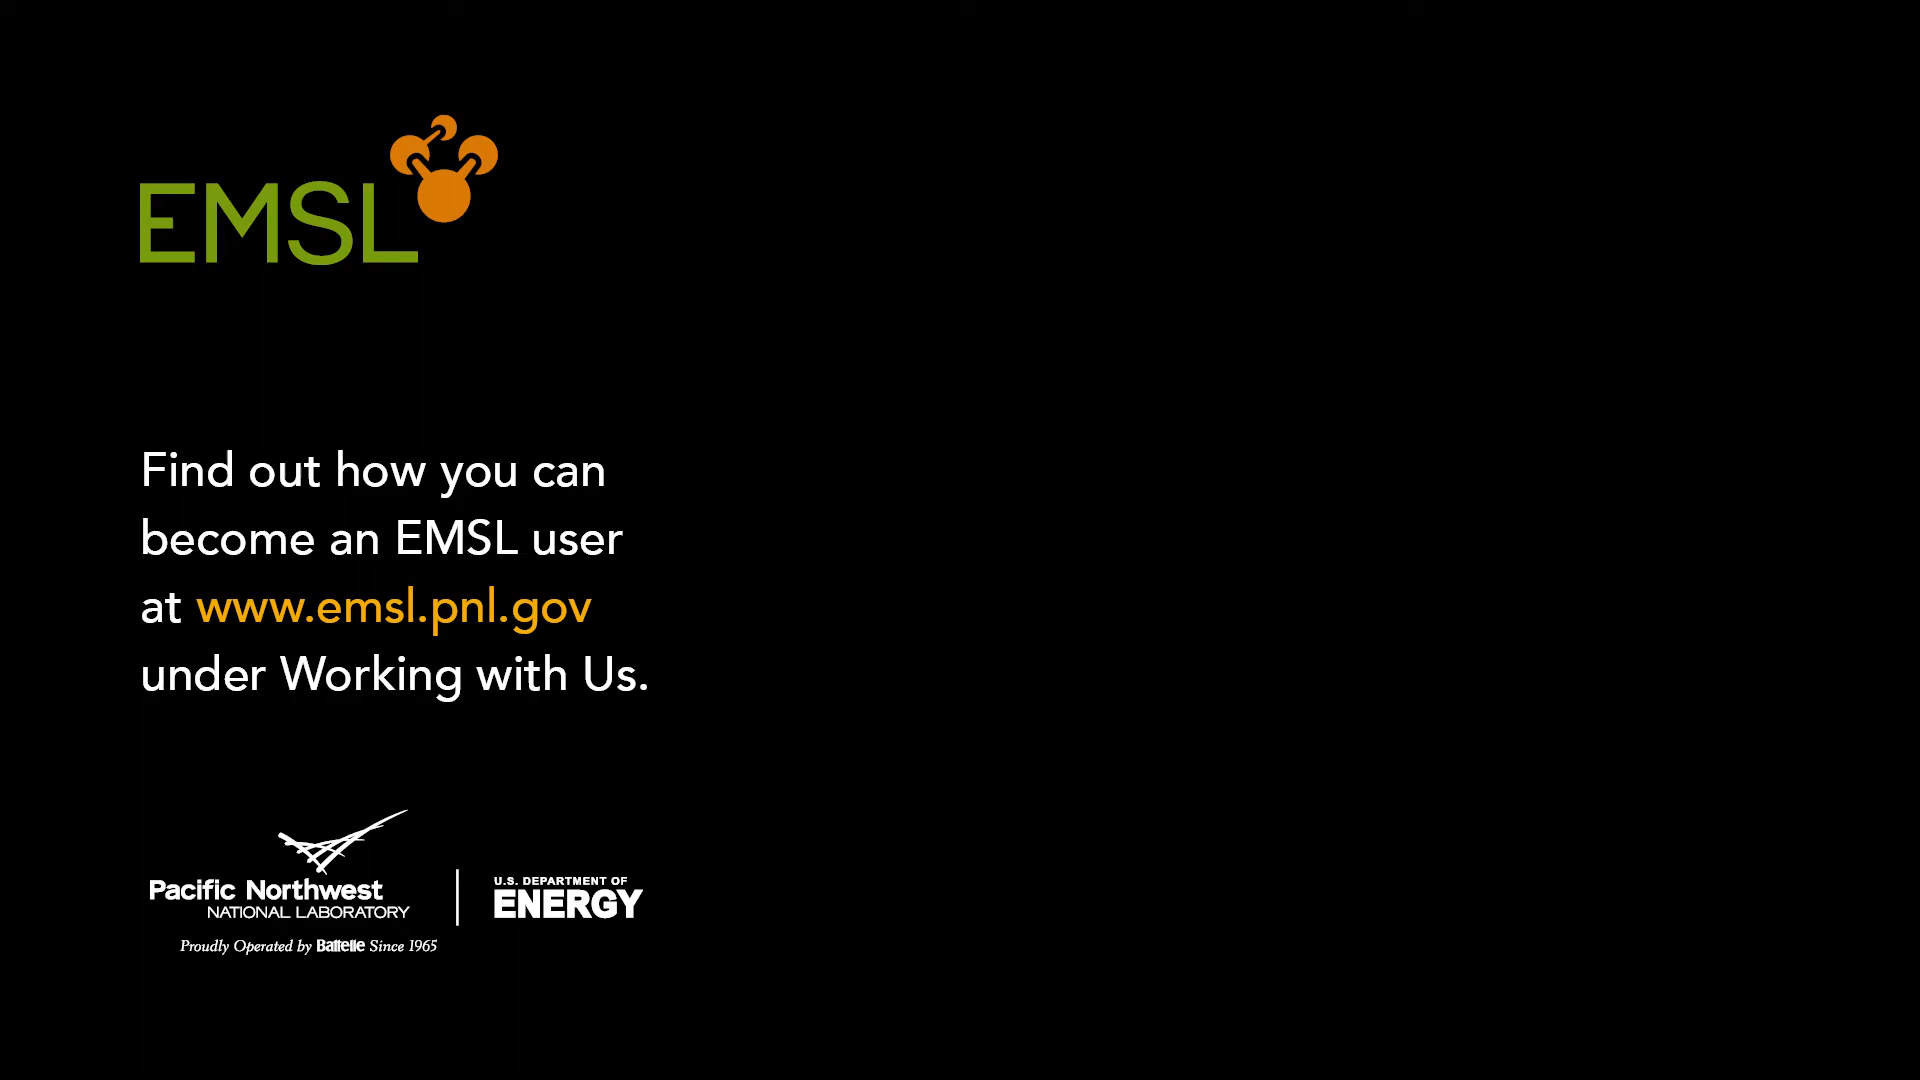 EMSL
Find out how you can
become an EMSL user
at www.emsl.pnl.gov
under Working with Us.
Pacific Northwest
NATIONAL LABORATORY
Proudly Operated by Battelle Since 1965
U.S. DEPARTMENT OF
ENERGY